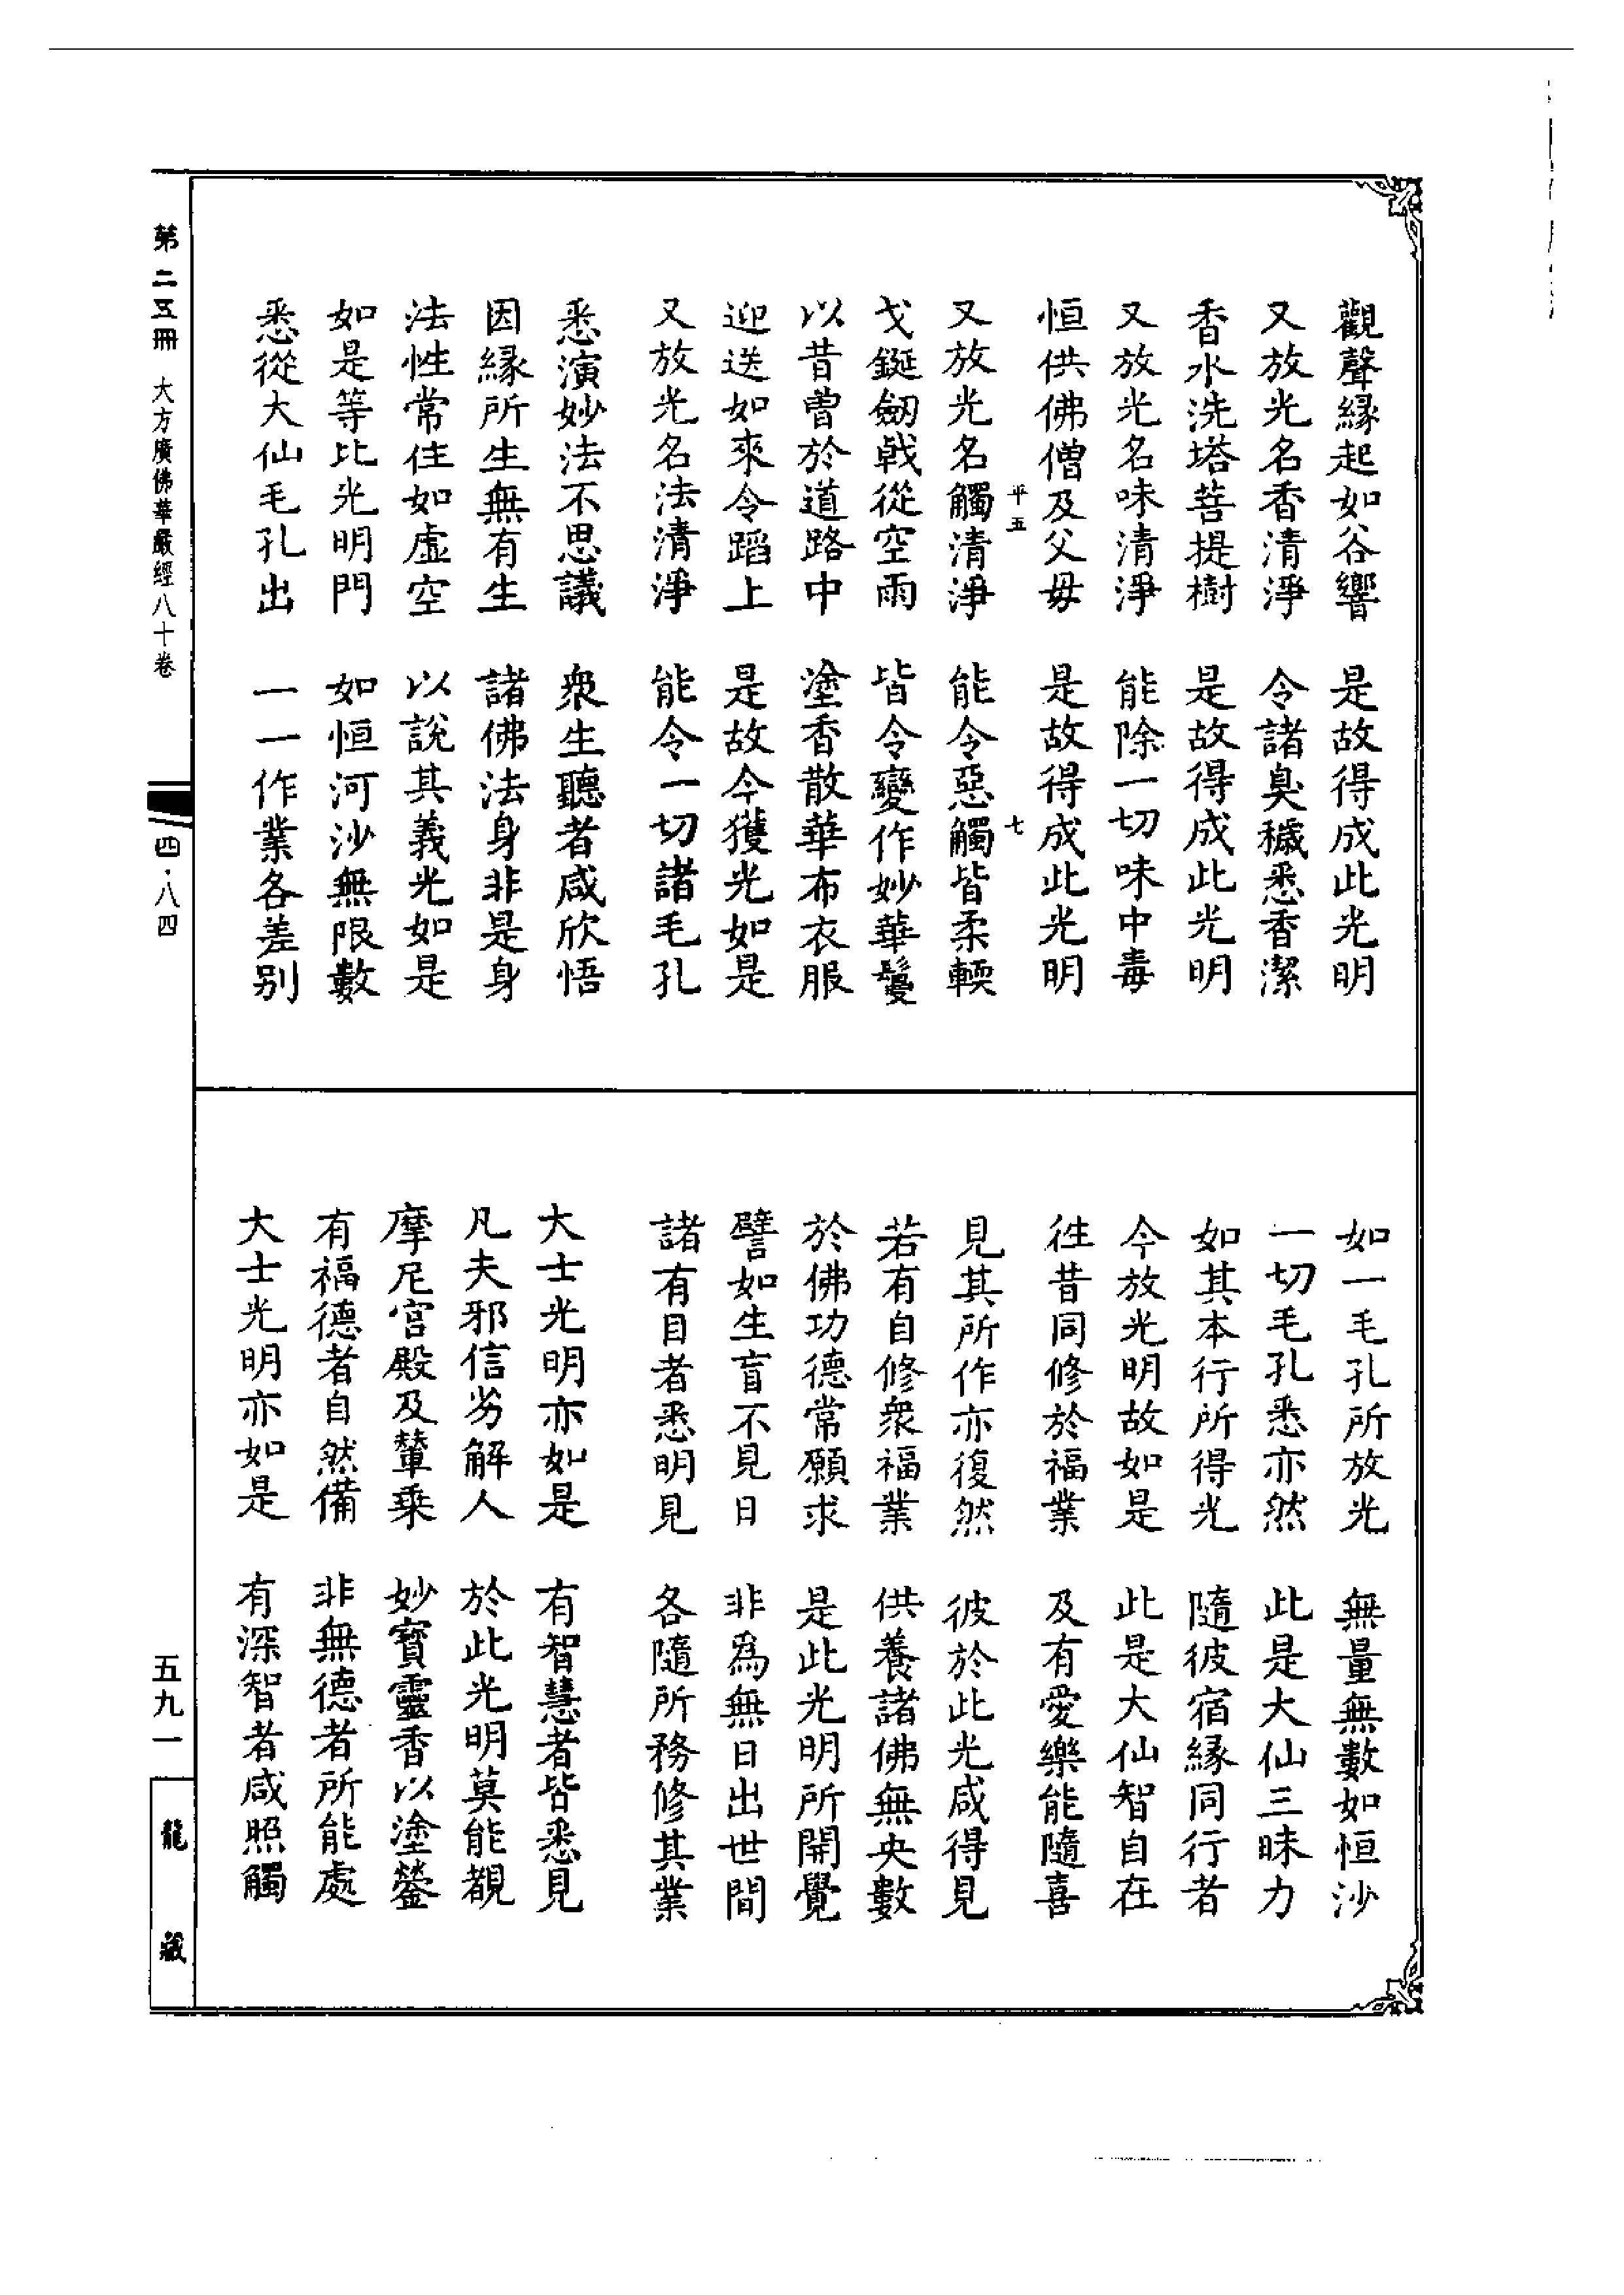 觀聲縁起如谷響　是故得成此光明
又放光名香清淨　令諸臭穢悉香潔
香水洗塔菩提樹　是故得成此光明
又放光名味清淨　能除一切味中毒
恒供佛僧及父毋　是故得成此光明
平五　七
又放光名觸清淨　能令惡觸皆柔輭
戈鋋劒戟從空雨　皆令變作妙華鬘
以昔曽於道路中　塗香散華布衣服
迎送如來令蹈上　是故今獲光如是
又放光名法清淨　能令一切諸毛孔
悉演妙法不思議　衆生聽者咸欣悟
因縁所生無有生　諸佛法身非是身
法性常住如虛空　以說其義光如是
如是等比光明門　如恒河沙無限數
悉從大仙毛孔出　一一作業各差別
如一毛孔所放光　無量無數如恒沙
一切毛孔悉亦然　此是大仙三昧力
如其本行所得光　隨彼宿縁同行者
今放光明故如是　此是大仙智自在
徃昔同修於福業　及有愛樂能隨喜
見其所作亦復然　彼於此光咸得見
若有自修衆福業　供養諸佛無央數
於佛功德常願求　是此光明所開覺
譬如生盲不見日　非爲無日出世間
諸有目者悉明見　各隨所務修其業
大士光明亦如是　有智慧者皆悉見
凡夫邪信劣解人　於此光明莫能覩
摩尼宮殿及輦乗　妙寶靈香以塗鎣
有福德者自然備　非無德者所能處
大士光明亦如是　有深智者咸照觸
第二五冊　大方廣佛華嚴經八十卷　四·八四　五九一　龍藏